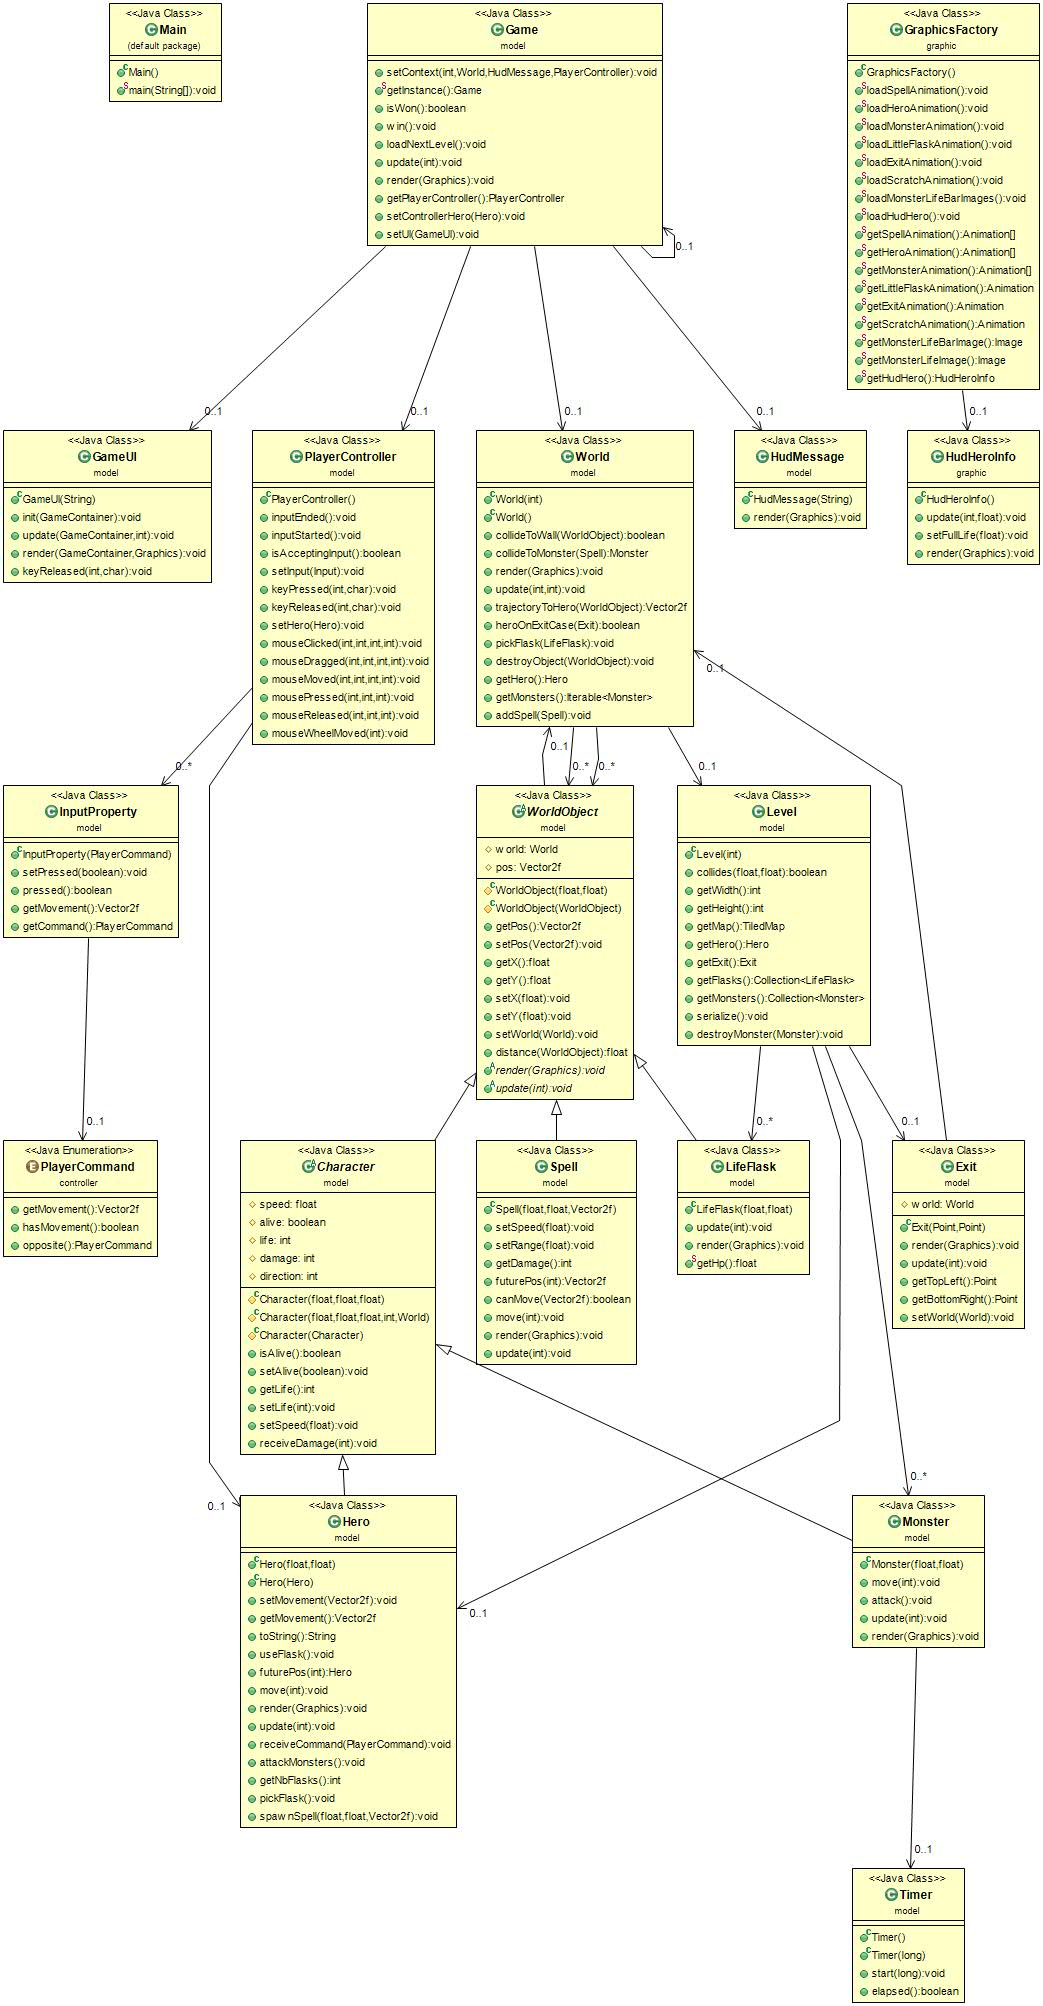 <<Java Class>>
Main
(default package)
Main()
main(String[]):void
<<Java Class>>
Game
model
setContext(int,World,HudMessage,PlayerController):void
getInstance():Game
isWon():boolean
win():void
loadNextLevel():void
update(int):void
render(Graphics):void
getPlayerController():PlayerController
setControllerHero(Hero):void
setUI(GameUI):void
0..1
<<Java Class>>
GraphicsFactory
graphic
GraphicsFactory()
loadSpellAnimation():void
loadHeroAnimation():void
loadMonsterAnimation():void
loadLittleFlaskAnimation():void
loadExitAnimation():void
loadScratchAnimation():void
loadMonsterLifeBarImages():void
loadHudHero():void
getSpellAnimation():Animation[]
getHeroAnimation():Animation[]
getMonsterAnimation():Animation[]
getLittleFlaskAnimation():Animation
getExitAnimation():Animation
getScratchAnimation():Animation
getMonsterLifeBarImage():Image
getMonsterLifeImage():Image
getHudHero():HudHeroInfo
0..1
0..1
0..1
0..1
0..1
<<Java Class>>
GameUI
model
GameUI(String)
init(GameContainer):void
update(GameContainer,int):void
render(GameContainer,Graphics):void
keyReleased(int,char):void
<<Java Class>>
PlayerController
model
PlayerController()
inputEnded():void
inputStarted():void
isAcceptingInput():boolean
setInput(Input):void
keyPressed(int,char):void
keyReleased(int,char):void
setHero(Hero):void
mouseClicked(int,int,int,int):void
mouseDragged(int,int,int,int):void
mouseMoved(int,int,int,int):void
mousePressed(int,int,int):void
mouseReleased(int,int,int):void
mouseWheelMoved(int):void
<<Java Class>>
World
model
World(int)
World()
collideToWall(WorldObject):boolean
collideToMonster(Spell):Monster
render(Graphics):void
update(int,int):void
trajectoryToHero(WorldObject):Vector2f
heroOnExitCase(Exit):boolean
pickFlask(LifeFlask):void
destroyObject(WorldObject):void
getHero():Hero
getMonsters():Iterable<Monster>
addSpell(Spell):void
<<Java Class>>
HudMessage
model
HudMessage(String)
render(Graphics):void
<<Java Class>>
HudHeroInfo
graphic
HudHeroInfo()
update(int,float):void
setFullLife(float):void
render(Graphics):void
0..1
0..*
0..1
0..*
0..*
0..1
<<Java Class>>
InputProperty
model
InputProperty(PlayerCommand)
setPressed(boolean):void
pressed():boolean
getMovement():Vector2f
getCommand():PlayerCommand
<<Java Class>>
WorldObject
model
world: World
pos: Vector2f
WorldObject(float,float)
WorldObject(WorldObject)
getPos():Vector2f
setPos(Vector2f):void
getX():float
getY():float
setX(float):void
setY(float):void
setWorld(World):void
distance(WorldObject):float
render(Graphics):void
update(int):void
<<Java Class>>
Level
model
Level(int)
collides(float,float):boolean
getWidth():int
getHeight():int
getMap():TiledMap
getHero():Hero
getExit():Exit
getFlasks():Collection<LifeFlask>
getMonsters():Collection<Monster>
serialize():void
destroyMonster(Monster):void
0..1
0..*
0..1
<<Java Enumeration>>
PlayerCommand
controller
getMovement():Vector2f
hasMovement():boolean
opposite():PlayerCommand
<<Java Class>>
Character
model
speed: float
alive: boolean
life: int
damage: int
direction: int
Character(float,float,float)
Character(float,float,float,int,World)
Character(Character)
isAlive():boolean
setAlive(boolean):void
getLife():int
setLife(int):void
setSpeed(float):void
receiveDamage(int):void
<<Java Class>>
Spell
model
Spell(float,float,Vector2f)
setSpeed(float):void
setRange(float):void
getDamage():int
futurePos(int):Vector2f
canMove(Vector2f):boolean
move(int):void
render(Graphics):void
update(int):void
<<Java Class>>
LifeFlask
model
LifeFlask(float,float)
update(int):void
render(Graphics):void
getHp():float
<<Java Class>>
Exit
model
world: World
Exit(Point,Point)
render(Graphics):void
update(int):void
getTopLeft():Point
getBottomRight():Point
setWorld(World):void
0..1
0..*
<<Java Class>>
Hero
model
Hero(float,float)
Hero(Hero)
setMovement(Vector2f):void
getMovement():Vector2f
toString():String
useFlask():void
futurePos(int):Hero
move(int):void
render(Graphics):void
update(int):void
receiveCommand(PlayerCommand):void
attackMonsters():void
getNbFlasks():int
pickFlask():void
spawnSpell(float,float,Vector2f):void
0..1
<<Java Class>>
Monster
model
Monster(float,float)
move(int):void
attack():void
update(int):void
render(Graphics):void
0..1
<<Java Class>>
Timer
model
Timer()
Timer(long)
start(long):void
elapsed():boolean